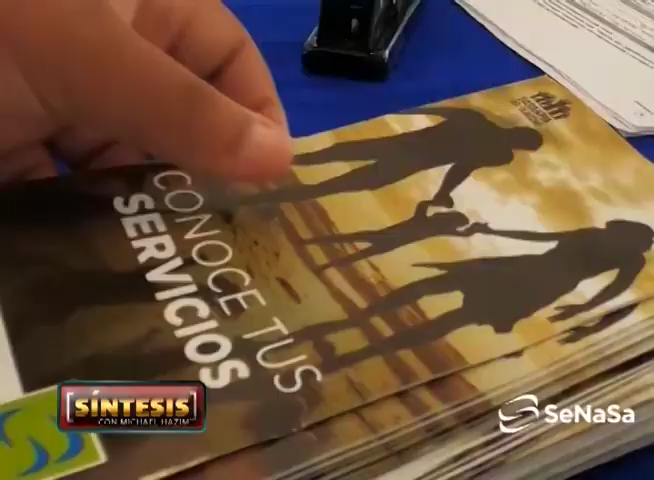 CONOCE TUS
SERVICIOS
SÍNTESIS
CON MICHAEL HAZIM
SeNaSa